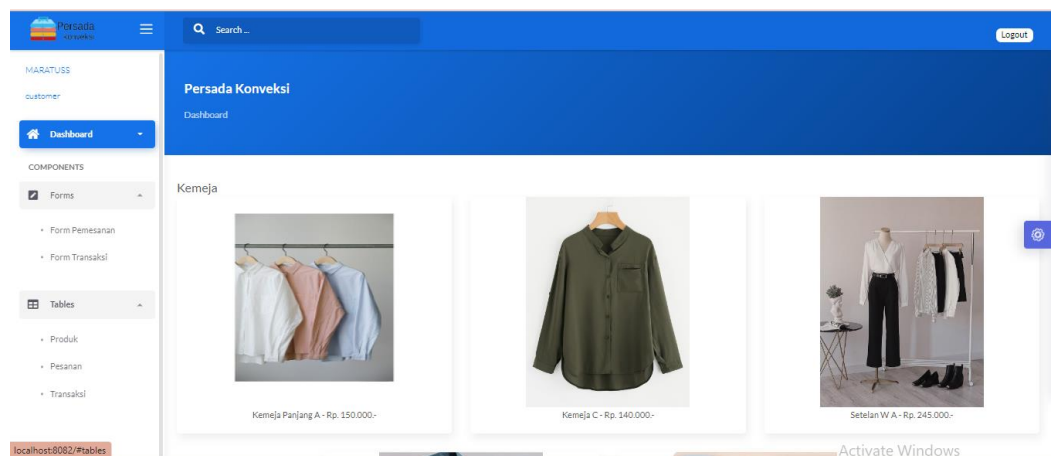 Persada
konveksi
Search ...
Logout
MARATUSS
customer
Persada Konveksi
Dashboard
Dashboard
COMPONENTS
Forms
Form Pemesanan
Form Transaksi
Tables
Produk
Pesanan
Transaksi
Kemeja
Kemeja Panjang A - Rp. 150.000.-
Kemeja C - Rp. 140.000.-
Setelan W A - Rp. 245.000.-
localhost:8082/#tables
Activate Windows